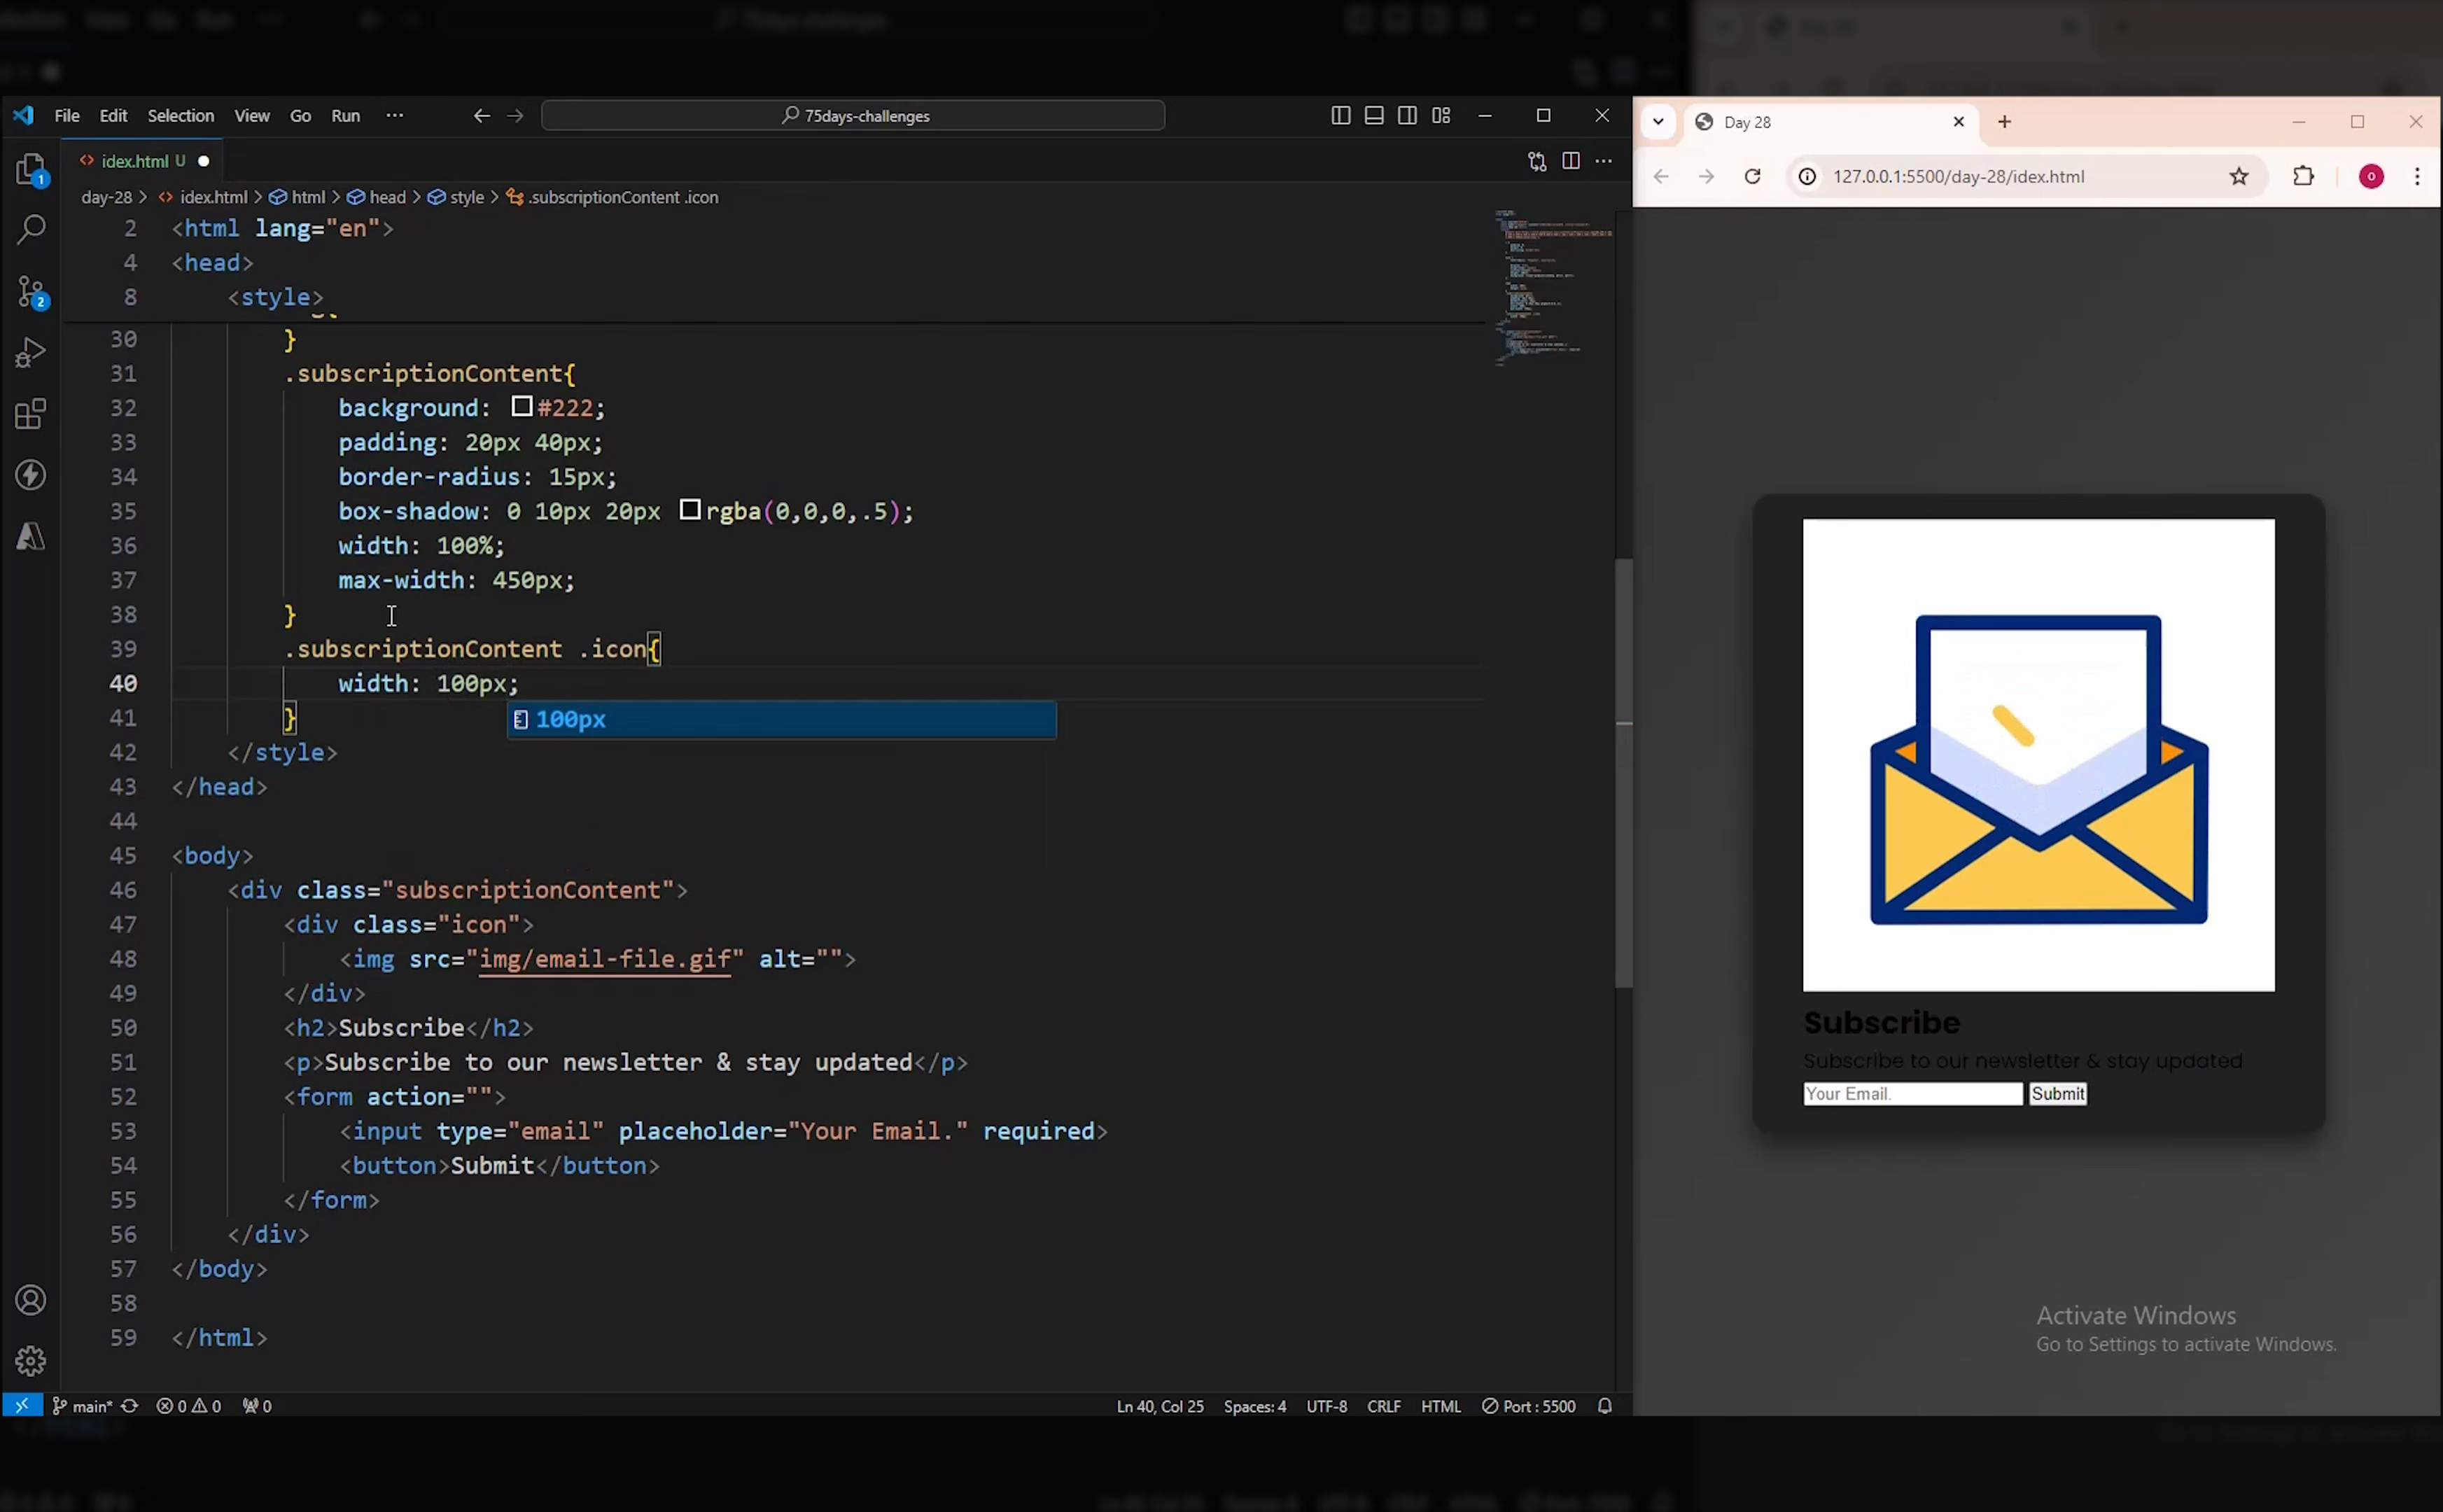 75days-challenges
File Edit Selection View Go Run ··· 75days-challenges
Day 28
idex.html U
127.0.0.1:5500/day-28/idex.html
day-28 > idex.html > html > head > style > .subscriptionContent .icon
2 <html lang="en">
4 <head>
8 <style>
30 }
31 .subscriptionContent{
32 background: #222;
33 padding: 20px 40px;
34 border-radius: 15px;
35 box-shadow: 0 10px 20px rgba(0,0,0,.5);
36 width: 100%;
37 max-width: 450px;
38 }
39 .subscriptionContent .icon{
40 width: 100px;
41 }
100px
42 </style>
43 </head>
44
45 <body>
46 <div class="subscriptionContent">
47 <div class="icon">
48 <img src="img/email-file.gif" alt="">
49 </div>
50 <h2>Subscribe</h2>
51 <p>Subscribe to our newsletter & stay updated</p>
52 <form action="">
53 <input type="email" placeholder="Your Email." required>
54 <button>Submit</button>
55 </form>
56 </div>
57 </body>
58
59 </html>
1
2
main* 0 0 0
Ln 40, Col 25 Spaces: 4 UTF-8 CRLF HTML Port : 5500
Subscribe
Subscribe to our newsletter & stay updated
Your Email. Submit
Activate Windows
Go to Settings to activate Windows.